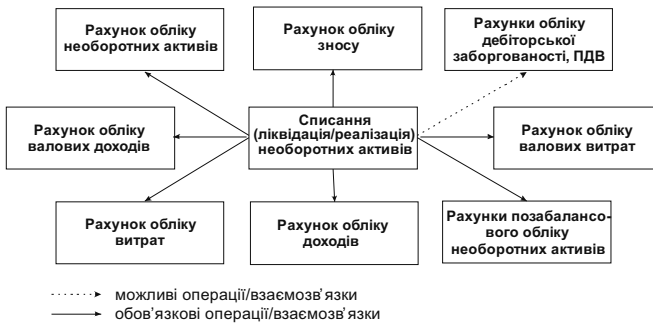 Рахунок обліку
необоротних активів
Рахунок обліку
зносу
Рахунки обліку
дебіторської
заборгованості, ПДВ
Рахунок обліку
валових доходів
Списання
(ліквідація/реалізація)
необоротних активів
Рахунок обліку
валових витрат
Рахунок обліку
витрат
Рахунок обліку
доходів
Рахунки позабалансо-
вого обліку
необоротних активів
можливі операції/взаємозв'язки
обов'язкові операції/взаємозв'язки